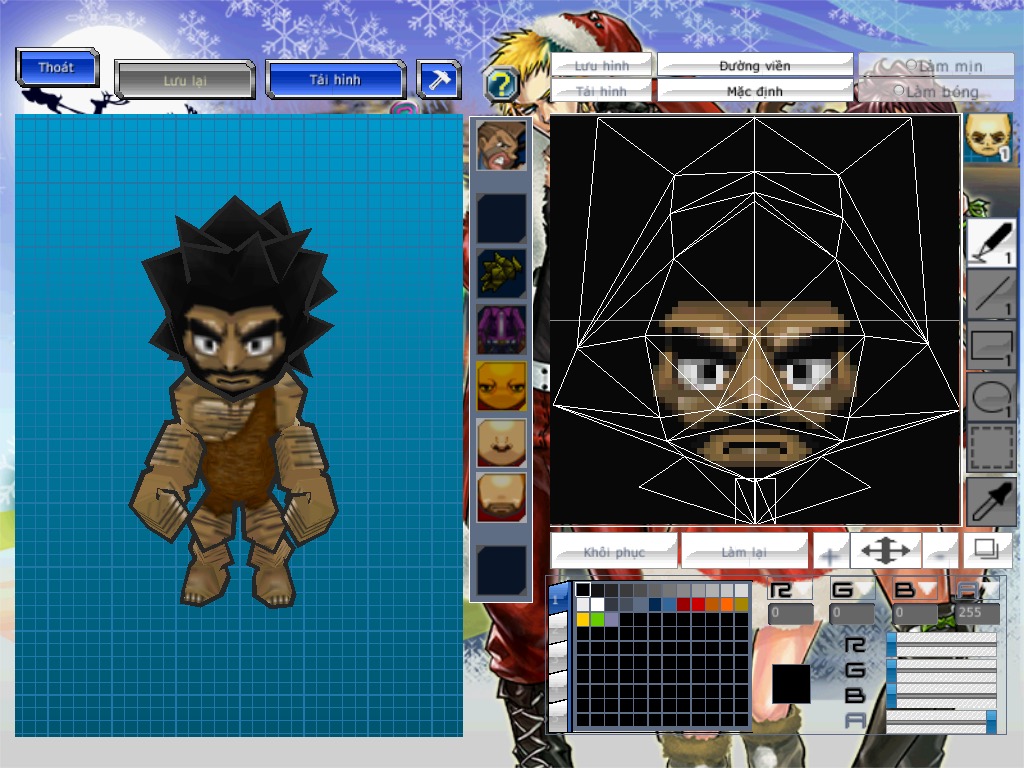 Thoát
Lưu lại
Tải hình
?
Lưu hình
Đường viền
Làm mịn
Tải hình
Mặc định
Làm bóng
1
1
1
1
1
Khôi phục
Làm lại
1
R
G
B
A
0
0
0
255
R
G
B
A